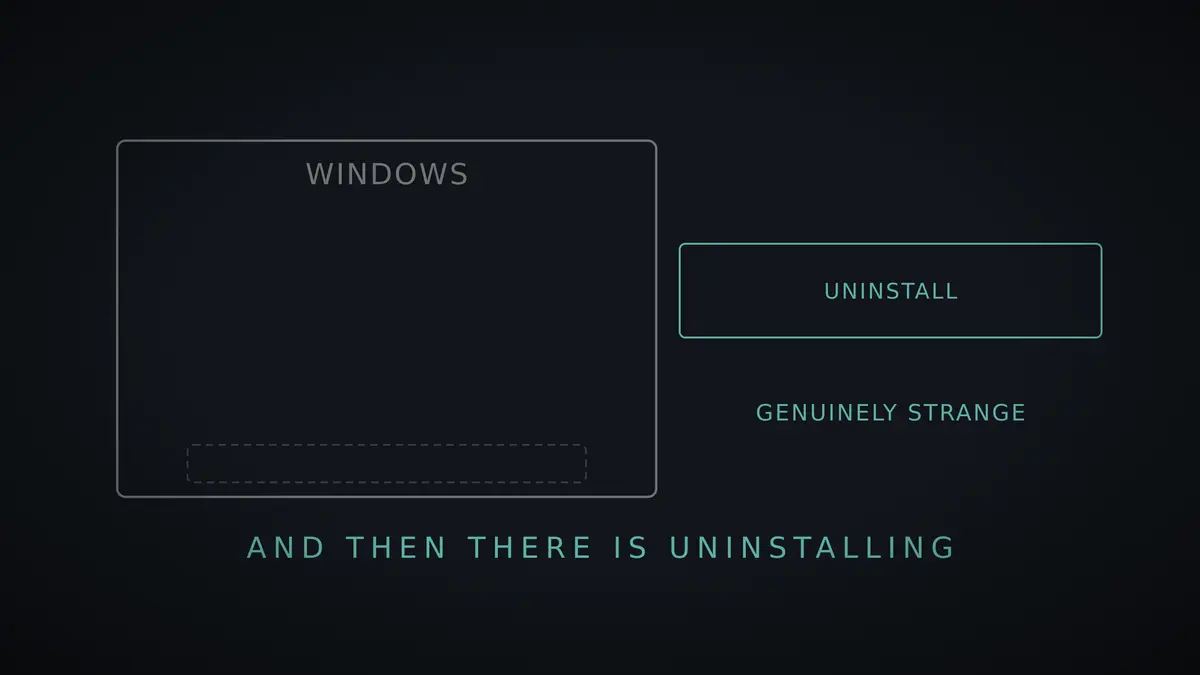 WINDOWS
UNINSTALL
GENUINELY STRANGE
AND THEN THERE IS UNINSTALLING